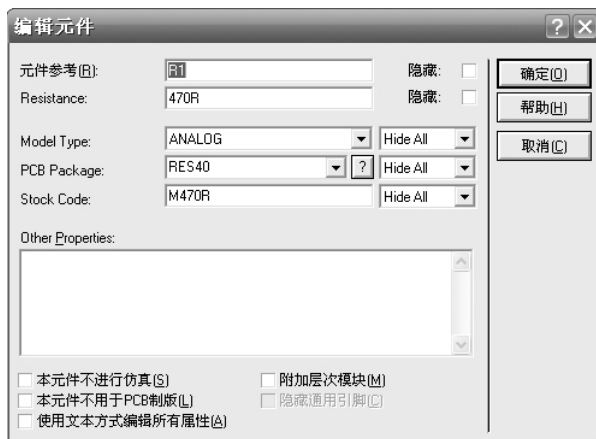 编辑元件
元件参考(R): R1 隐藏: 确定(O)
Resistance: 470R 隐藏: 帮助(H)
Model Type: ANALOG Hide All 取消(C)
PCB Package: RES40 ? Hide All
Stock Code: M470R Hide All
Other Properties:
本元件不进行仿真(S) 附加层次模块(M)
本元件不用于PCB制版(L) 隐藏通用引脚(C)
使用文本方式编辑所有属性(A)